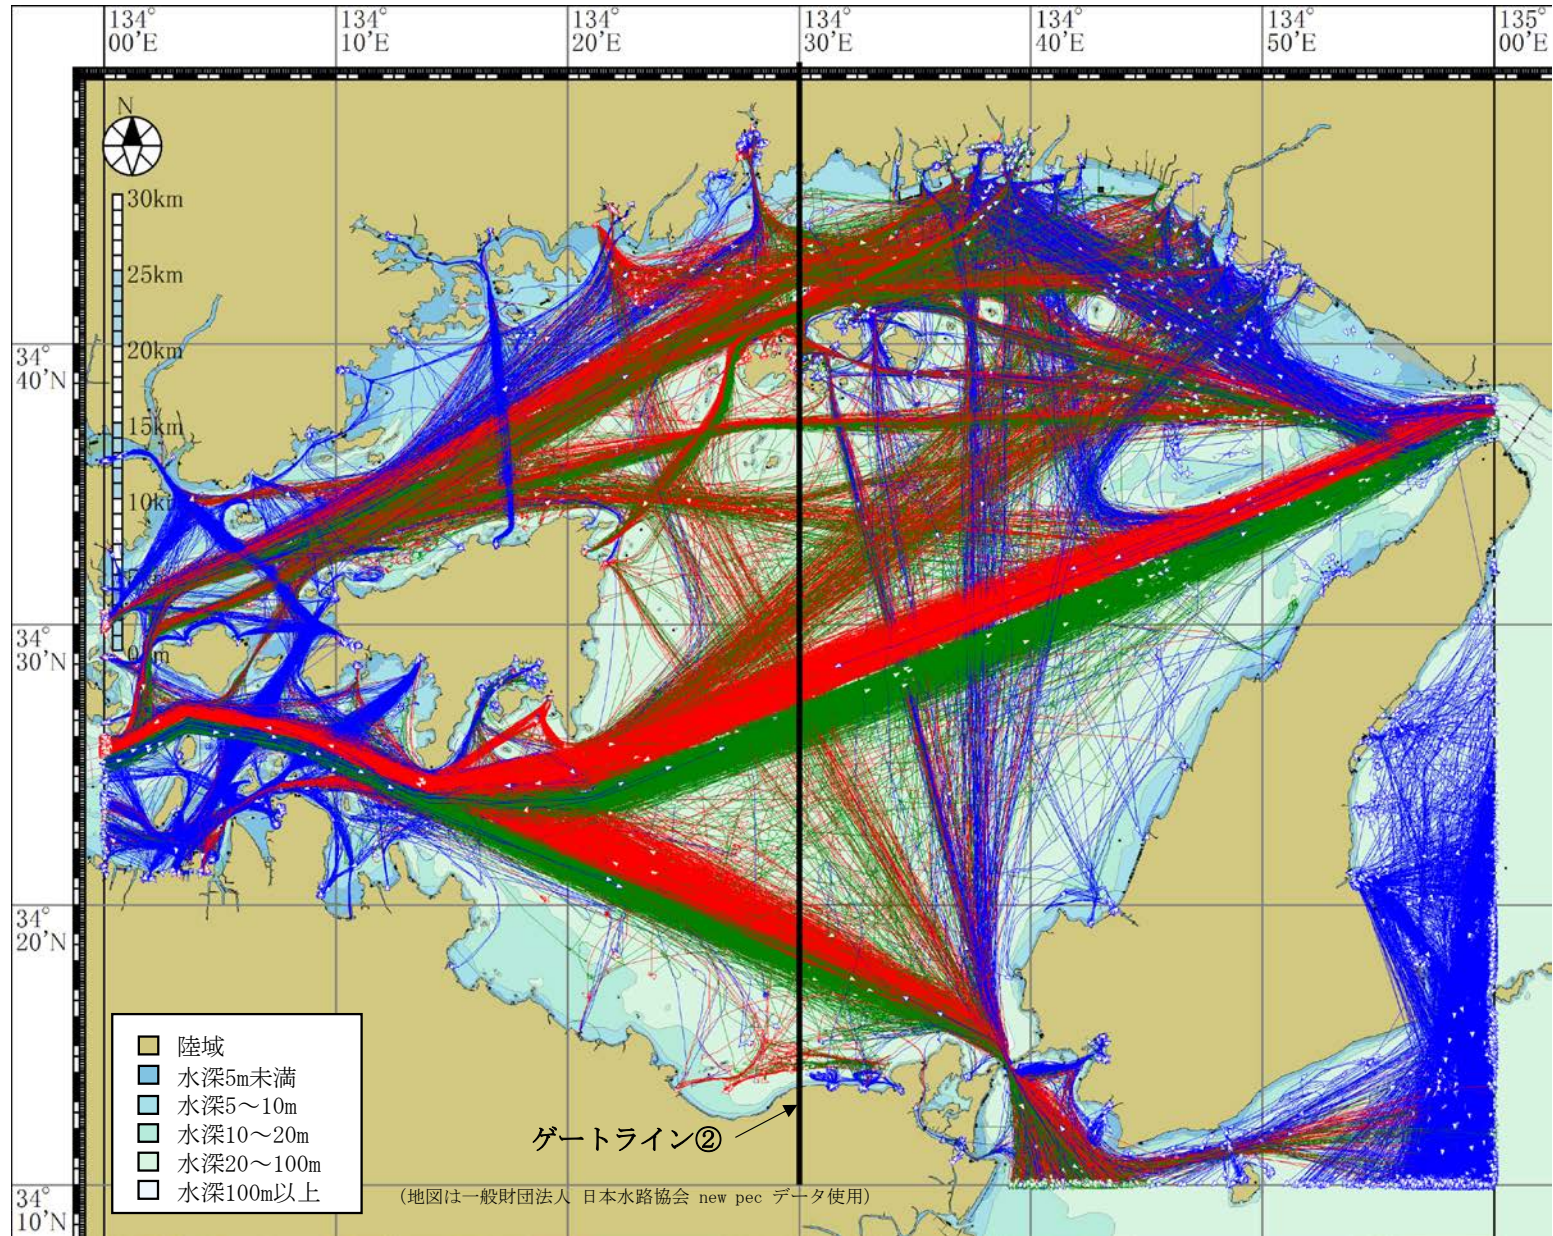 134°
00'E
134°
10'E
134°
20'E
134°
30'E
134°
40'E
134°
50'E
135°
00'E
N
30km
25km
20km
15km
10km
34°
40'N
34°
30'N
34°
20'N
34°
10'N
陸域
水深5m未満
水深5～10m
水深10～20m
水深20～100m
水深100m以上
ゲートライン②
(地図は一般財団法人 日本水路協会 new pec データ使用)